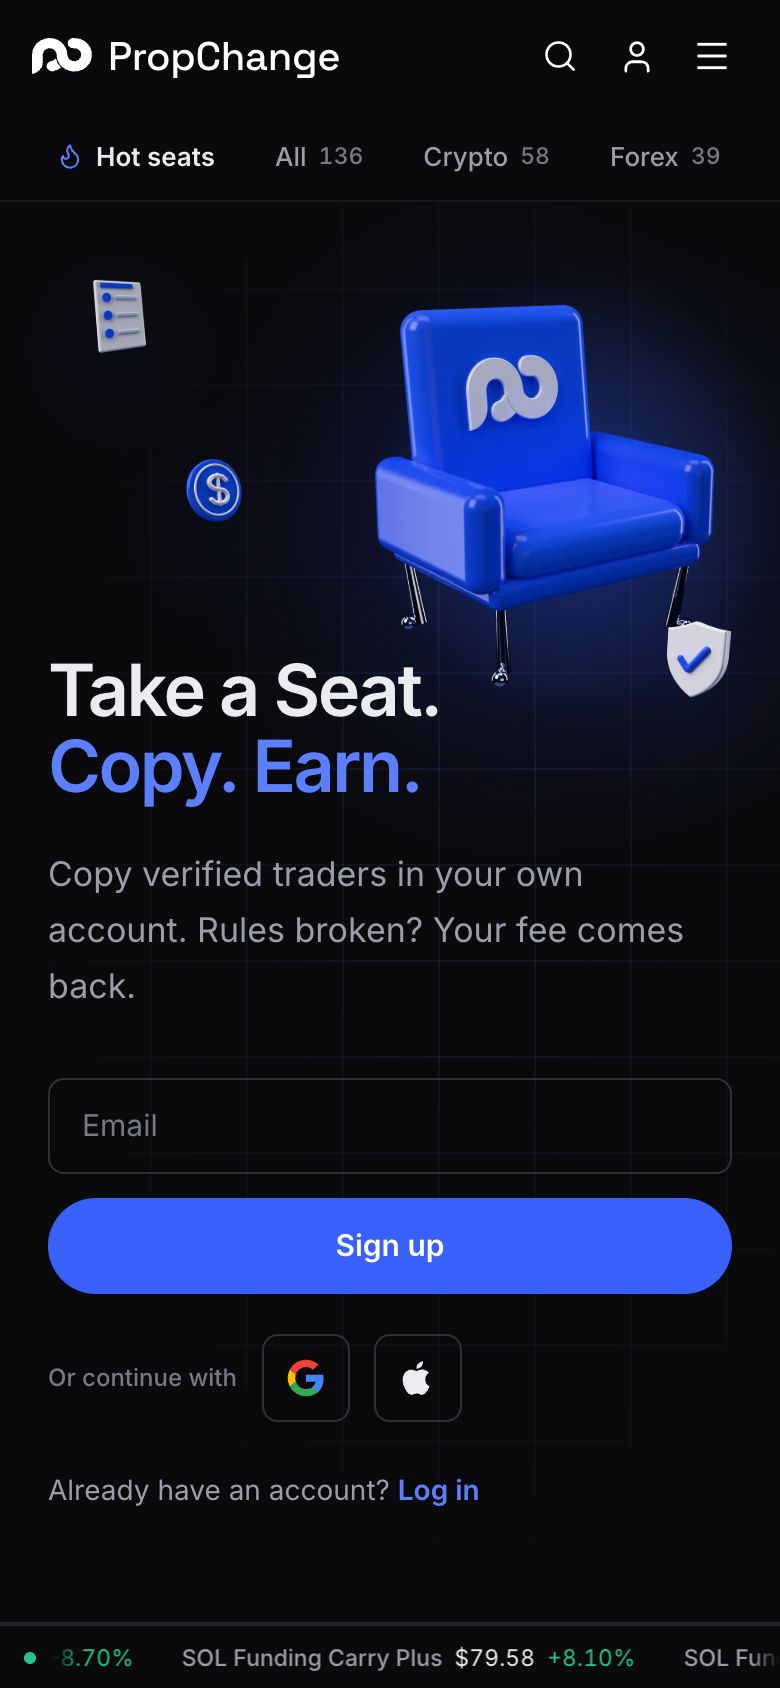 PropChange
Hot seats All 136 Crypto 58 Forex 39
$
Take a Seat.
Copy. Earn.
Copy verified traders in your own
account. Rules broken? Your fee comes
back.
Email
Sign up
Or continue with
Already have an account? Log in
8.70% SOL Funding Carry Plus $79.58 +8.10% SOL Fun